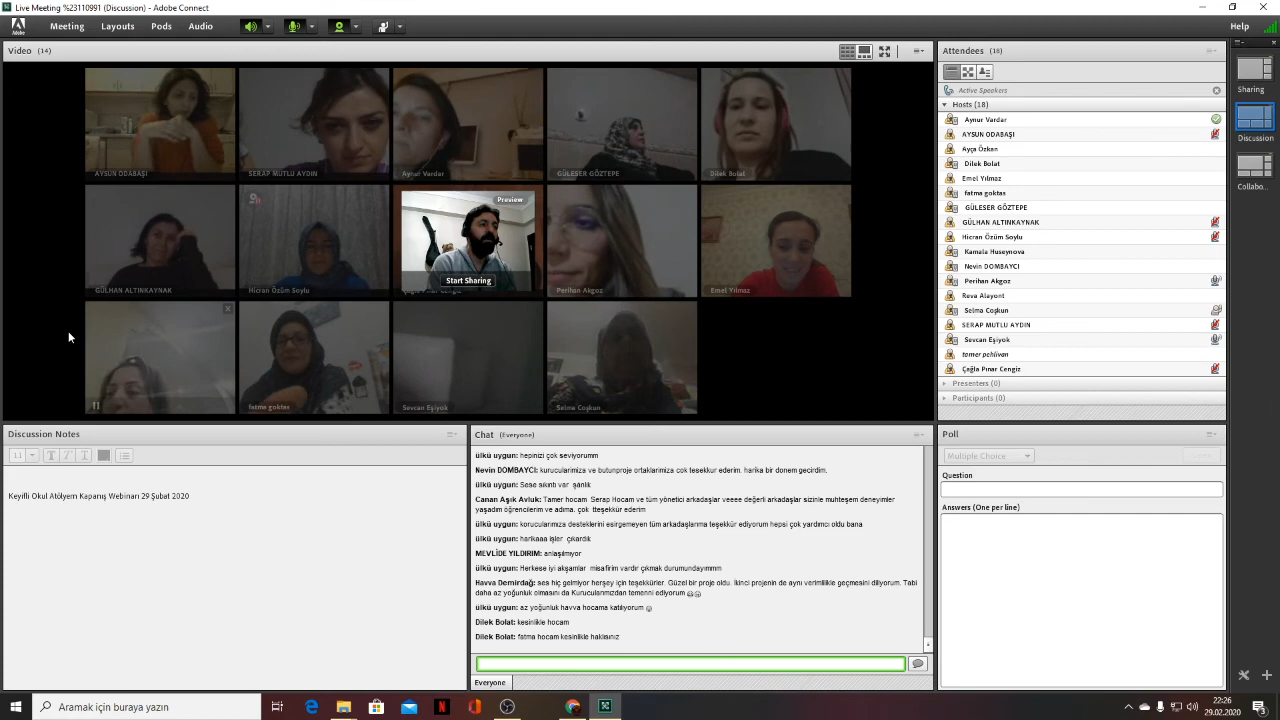 Live Meeting %23110991 (Discussion) - Adobe Connect
Meeting Layouts Pods Audio Help
Video (14)
AYSUN ODABAŞI
SERAP MUTLU AYDIN
Aynur Vardar
GÜLESER GÖZTEPE
Dilek Bolat
GÜLHAN ALTINKAYNAK
Hicran Özüm Soylu
Preview
Start Sharing
Çağla Pınar Cengiz
Perihan Akgoz
Emel Yılmaz
fatma goktas
Sevcan Eşiyok
Selma Coşkun
Attendees (18)
Active Speakers
Hosts (18)
Aynur Vardar
AYSUN ODABAŞI
Ayça Özkan
Dilek Bolat
Emel Yılmaz
fatma goktas
GÜLESER GÖZTEPE
GÜLHAN ALTINKAYNAK
Hicran Özüm Soylu
Kamala Huseynova
Nevin DOMBAYCI
Perihan Akgoz
Reva Alayont
Selma Coşkun
SERAP MUTLU AYDIN
Sevcan Eşiyok
tamer pehlivan
Çağla Pınar Cengiz
Presenters (0)
Participants (0)
Sharing
Discussion
Collabo...
Discussion Notes
11
Keyifli Okul Atölyem Kapanış Webinarı 29 Şubat 2020
Chat (Everyone)
ülkü uygun: hepinizi çok seviyorumm
Nevin DOMBAYCI: kurucularımıza ve butunproje ortaklarimiza cok tesekkur ederim. harika bir donem gecirdim.
ülkü uygun: Sese sıkıntı var şanlık
Canan Aşık Avluk: Tamer hocam Serap Hocam ve tüm yönetici arkadaşlar veeee değerli arkadaşlar sizinle muhteşem deneyimler
yaşadım öğrencilerim ve adıma. çok tteşekkür ederim
ülkü uygun: korucularımıza desteklerini esirgemeyen tüm arkadaşlarıma teşekkür ediyorum hepsi çok yardımcı oldu bana
ülkü uygun: harikaaa işler çıkardık
MEVLİDE YILDIRIM: anlaşılmıyor
ülkü uygun: Herkese iyi akşamlar misafirim vardır çıkmak durumundayımmm
Havva Demirdağ: ses hiç gelmiyor herşey için teşekkürler. Güzel bir proje oldu. İkinci projenin de aynı verimlilikle geçmesini diliyorum. Tabi
daha az yoğunluk olmasını da Kurucularımızdan temenni ediyorum
ülkü uygun: az yoğunluk havva hocama katılıyorum
Dilek Bolat: kesinlikle hocam
Dilek Bolat: fatma hocam kesinlikle haklısınız
Everyone
Poll
Multiple Choice
Question
Answers (One per line)
Aramak için buraya yazın
22:26
29.02.2020